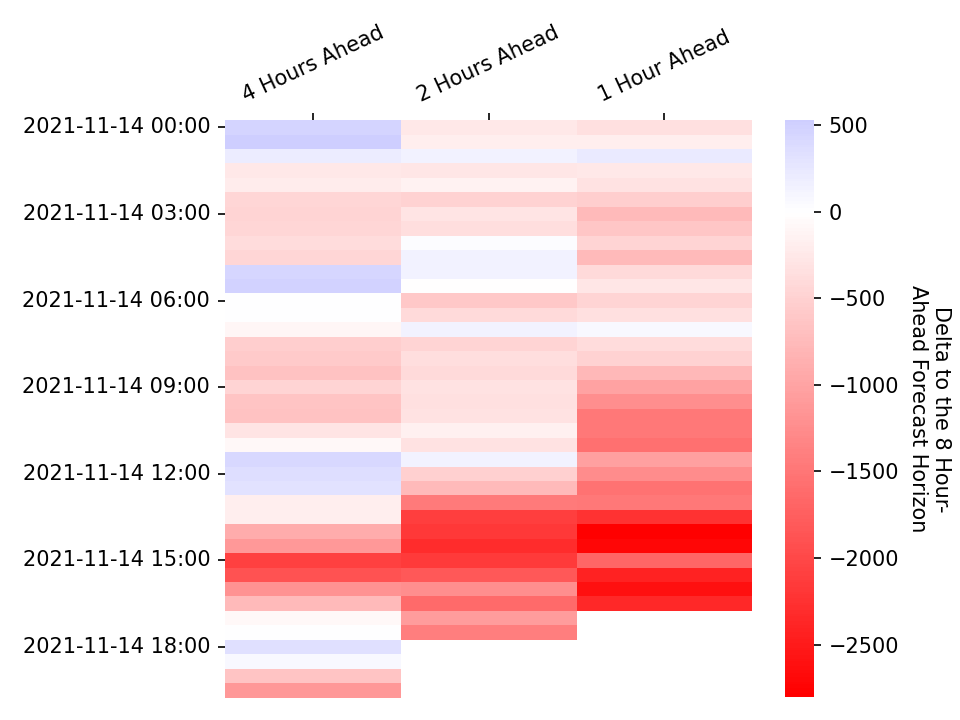 4 Hours Ahead
2 Hours Ahead
1 Hour Ahead
2021-11-14 00:00
2021-11-14 03:00
2021-11-14 06:00
2021-11-14 09:00
2021-11-14 12:00
2021-11-14 15:00
2021-11-14 18:00
500
0
−500
−1000
−1500
−2000
−2500
Delta to the 8 Hour-
Ahead Forecast Horizon